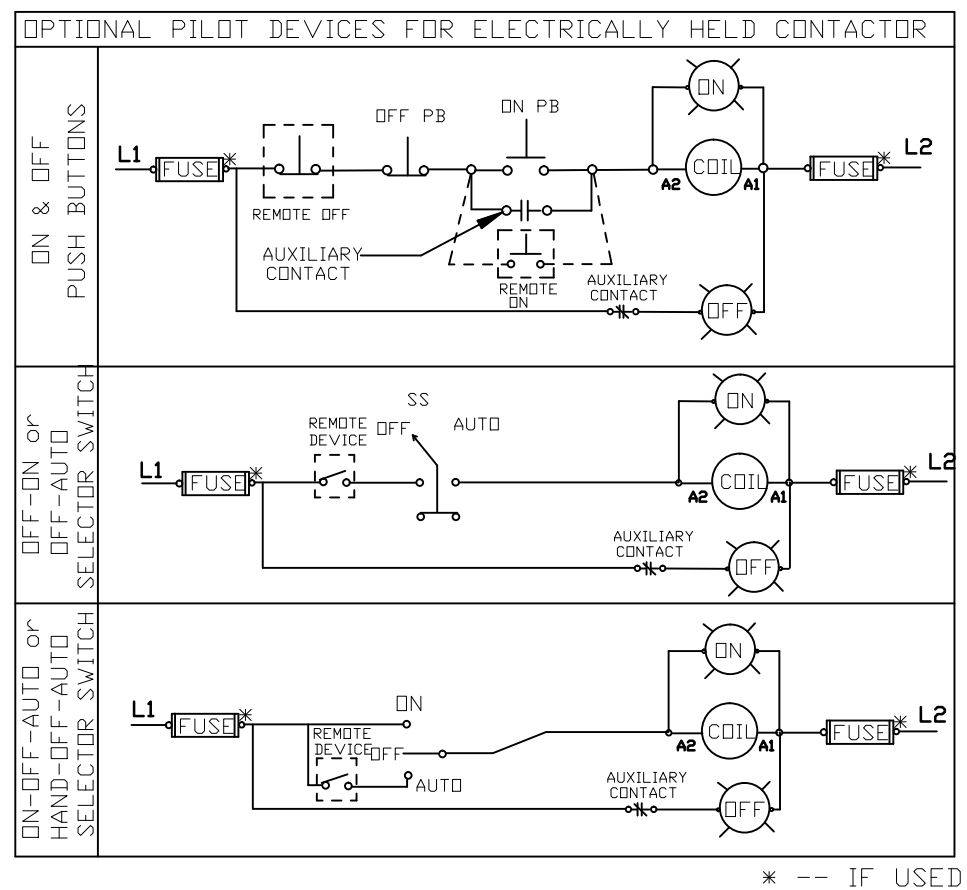 OPTIONAL PILOT DEVICES FOR ELECTRICALLY HELD CONTACTOR
ON & OFF
PUSH BUTTONS
ON
OFF PB
ON PB
L1
FUSE
*
COIL
A2
A1
FUSE
*
L2
REMOTE OFF
AUXILIARY
CONTACT
REMOTE
ON
AUXILIARY
CONTACT
OFF
OFF-ON or
OFF-AUTO
SELECTOR SWITCH
SS
ON
REMOTE
DEVICE
OFF
AUTO
L1
FUSE
*
COIL
A2
A1
FUSE
*
L2
AUXILIARY
CONTACT
OFF
ON-OFF-AUTO or
HAND-OFF-AUTO
SELECTOR SWITCH
ON
ON
L1
FUSE
*
REMOTE
DEVICE
OFF
COIL
A2
A1
FUSE
*
L2
AUTO
AUXILIARY
CONTACT
OFF
* -- IF USED